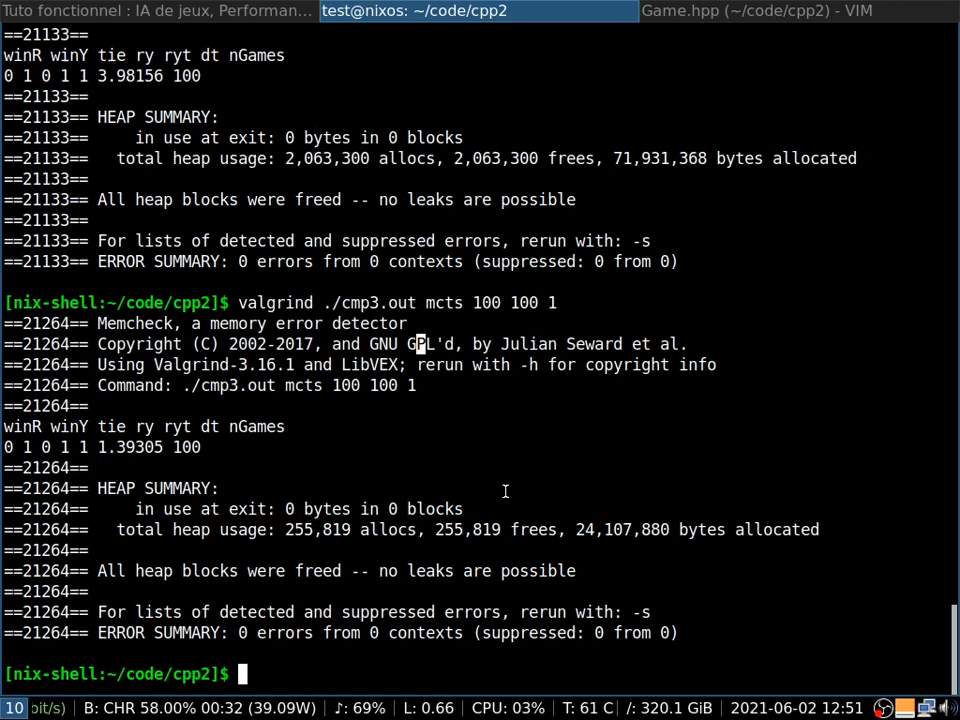 Tuto fonctionnel : IA de jeux, Performan... test@nixos: ~/code/cpp2 Game.hpp (~/code/cpp2) - VIM
==21133==
winR winY tie ry ryt dt nGames
0 1 0 1 1 3.98156 100
==21133==
==21133== HEAP SUMMARY:
==21133==     in use at exit: 0 bytes in 0 blocks
==21133==   total heap usage: 2,063,300 allocs, 2,063,300 frees, 71,931,368 bytes allocated
==21133==
==21133== All heap blocks were freed -- no leaks are possible
==21133==
==21133== For lists of detected and suppressed errors, rerun with: -s
==21133== ERROR SUMMARY: 0 errors from 0 contexts (suppressed: 0 from 0)
[nix-shell:~/code/cpp2]$ valgrind ./cmp3.out mcts 100 100 1
==21264== Memcheck, a memory error detector
==21264== Copyright (C) 2002-2017, and GNU GPL'd, by Julian Seward et al.
==21264== Using Valgrind-3.16.1 and LibVEX; rerun with -h for copyright info
==21264== Command: ./cmp3.out mcts 100 100 1
==21264==
winR winY tie ry ryt dt nGames
0 1 0 1 1 1.39305 100
==21264==
==21264== HEAP SUMMARY:
==21264==     in use at exit: 0 bytes in 0 blocks
==21264==   total heap usage: 255,819 allocs, 255,819 frees, 24,107,880 bytes allocated
==21264==
==21264== All heap blocks were freed -- no leaks are possible
==21264==
==21264== For lists of detected and suppressed errors, rerun with: -s
==21264== ERROR SUMMARY: 0 errors from 0 contexts (suppressed: 0 from 0)
[nix-shell:~/code/cpp2]$
10 bit/s) | B: CHR 58.00% 00:32 (39.09W) | ♪: 69% | L: 0.66 | CPU: 03% | T: 61 C | /: 320.1 GiB | 2021-06-02 12:51